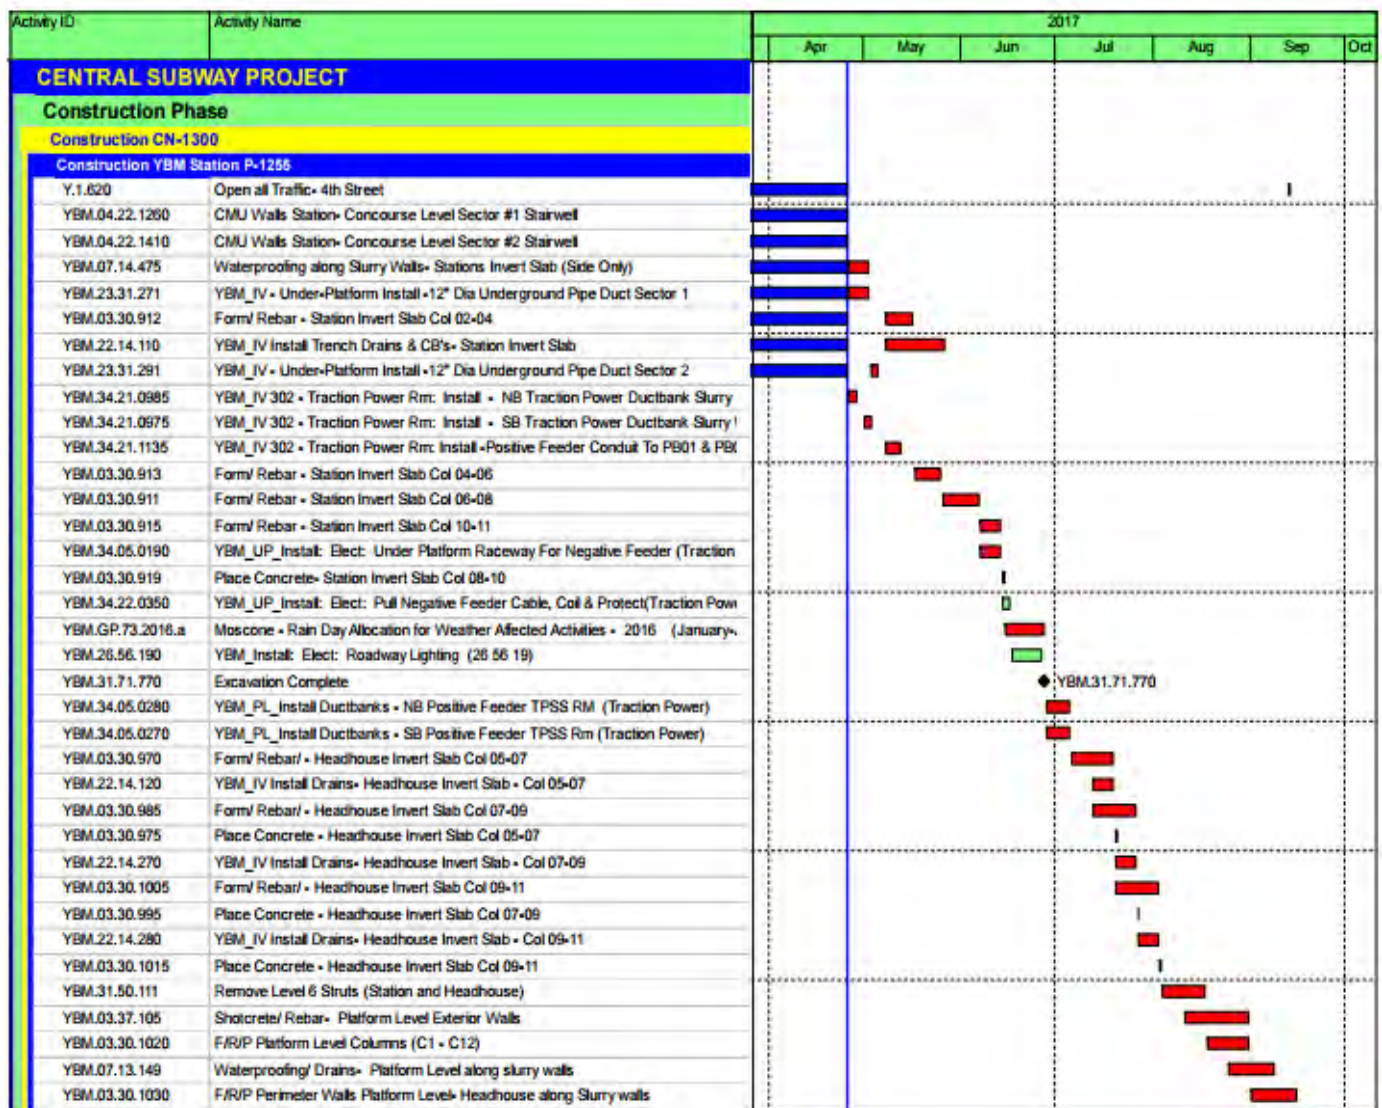 Activity ID Activity Name 2017
Apr May Jun Jul Aug Sep Oct
CENTRAL SUBWAY PROJECT
Construction Phase
Construction CN-1300
Construction YBM Station P-1255
Y.1.620 Open all Traffic- 4th Street
YBM.04.22.1260 CMU Walls Station- Concourse Level Sector #1 Stairwell
YBM.04.22.1410 CMU Walls Station- Concourse Level Sector #2 Stairwell
YBM.07.14.475 Waterproofing along Slurry Walls- Stations Invert Slab (Side Only)
YBM.23.31.271 YBM_IV - Under-Platform Install -12" Dia Underground Pipe Duct Sector 1
YBM.03.30.912 Form/ Rebar - Station Invert Slab Col 02-04
YBM.22.14.110 YBM_IV Install Trench Drains & CB's- Station Invert Slab
YBM.23.31.291 YBM_IV - Under-Platform Install -12" Dia Underground Pipe Duct Sector 2
YBM.34.21.0985 YBM_IV 302 - Traction Power Rm: Install - NB Traction Power Ductbank Slurry
YBM.34.21.0975 YBM_IV 302 - Traction Power Rm: Install - SB Traction Power Ductbank Slurry
YBM.34.21.1135 YBM_IV 302 - Traction Power Rm: Install -Positive Feeder Conduit To PB01 &
YBM.03.30.913 Form/ Rebar - Station Invert Slab Col 04-06
YBM.03.30.911 Form/ Rebar - Station Invert Slab Col 06-08
YBM.03.30.915 Form/ Rebar - Station Invert Slab Col 10-11
YBM.34.05.0190 YBM_UP_Install: Elect: Under Platform Raceway For Negative Feeder (Traction
YBM.03.30.919 Place Concrete- Station Invert Slab Col 08-10
YBM.34.22.0350 YBM_UP_Install: Elect: Pull Negative Feeder Cable, Coil & Protect(Traction
YBM.GP.73.2016.a Moscone - Rain Day Allocation for Weather Affected Activities - 2016 (January-
YBM.26.56.190 YBM_Install: Elect: Roadway Lighting (26 56 19)
YBM.31.71.770 Excavation Complete YBM.31.71.770
YBM.34.05.0280 YBM_PL_Install Ductbanks - NB Positive Feeder TPSS RM (Traction Power)
YBM.34.05.0270 YBM_PL_Install Ductbanks - SB Positive Feeder TPSS Rm (Traction Power)
YBM.03.30.970 Form/ Rebar/ - Headhouse Invert Slab Col 05-07
YBM.22.14.120 YBM_IV Install Drains- Headhouse Invert Slab - Col 05-07
YBM.03.30.985 Form/ Rebar/ - Headhouse Invert Slab Col 07-09
YBM.03.30.975 Place Concrete - Headhouse Invert Slab Col 05-07
YBM.22.14.270 YBM_IV Install Drains- Headhouse Invert Slab - Col 07-09
YBM.03.30.1005 Form/ Rebar/ - Headhouse Invert Slab Col 09-11
YBM.03.30.995 Place Concrete - Headhouse Invert Slab Col 07-09
YBM.22.14.280 YBM_IV Install Drains- Headhouse Invert Slab - Col 09-11
YBM.03.30.1015 Place Concrete - Headhouse Invert Slab Col 09-11
YBM.31.50.111 Remove Level 6 Struts (Station and Headhouse)
YBM.03.37.105 Shotcrete/ Rebar- Platform Level Exterior Walls
YBM.03.30.1020 F/R/P Platform Level Columns (C1 - C12)
YBM.07.13.149 Waterproofing/ Drains- Platform Level along slurry walls
YBM.03.30.1030 F/R/P Perimeter Walls Platform Level- Headhouse along Slurry walls